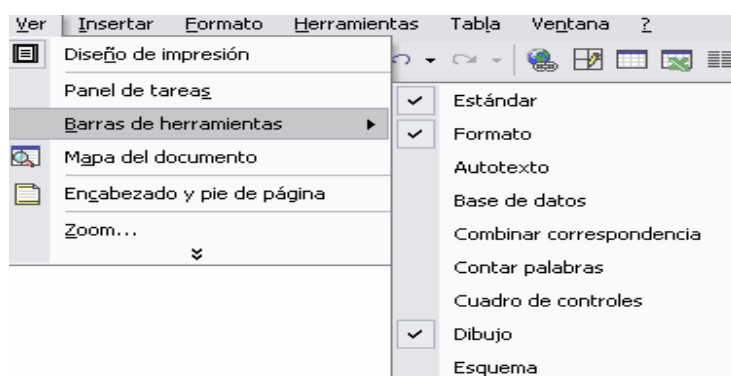 Ver Insertar Formato Herramientas Tabla Ventana ?
Diseño de impresión
Panel de tareas
Barras de herramientas
Mapa del documento
Encabezado y pie de página
Zoom...
Estándar
Formato
Autotexto
Base de datos
Combinar correspondencia
Contar palabras
Cuadro de controles
Dibujo
Esquema